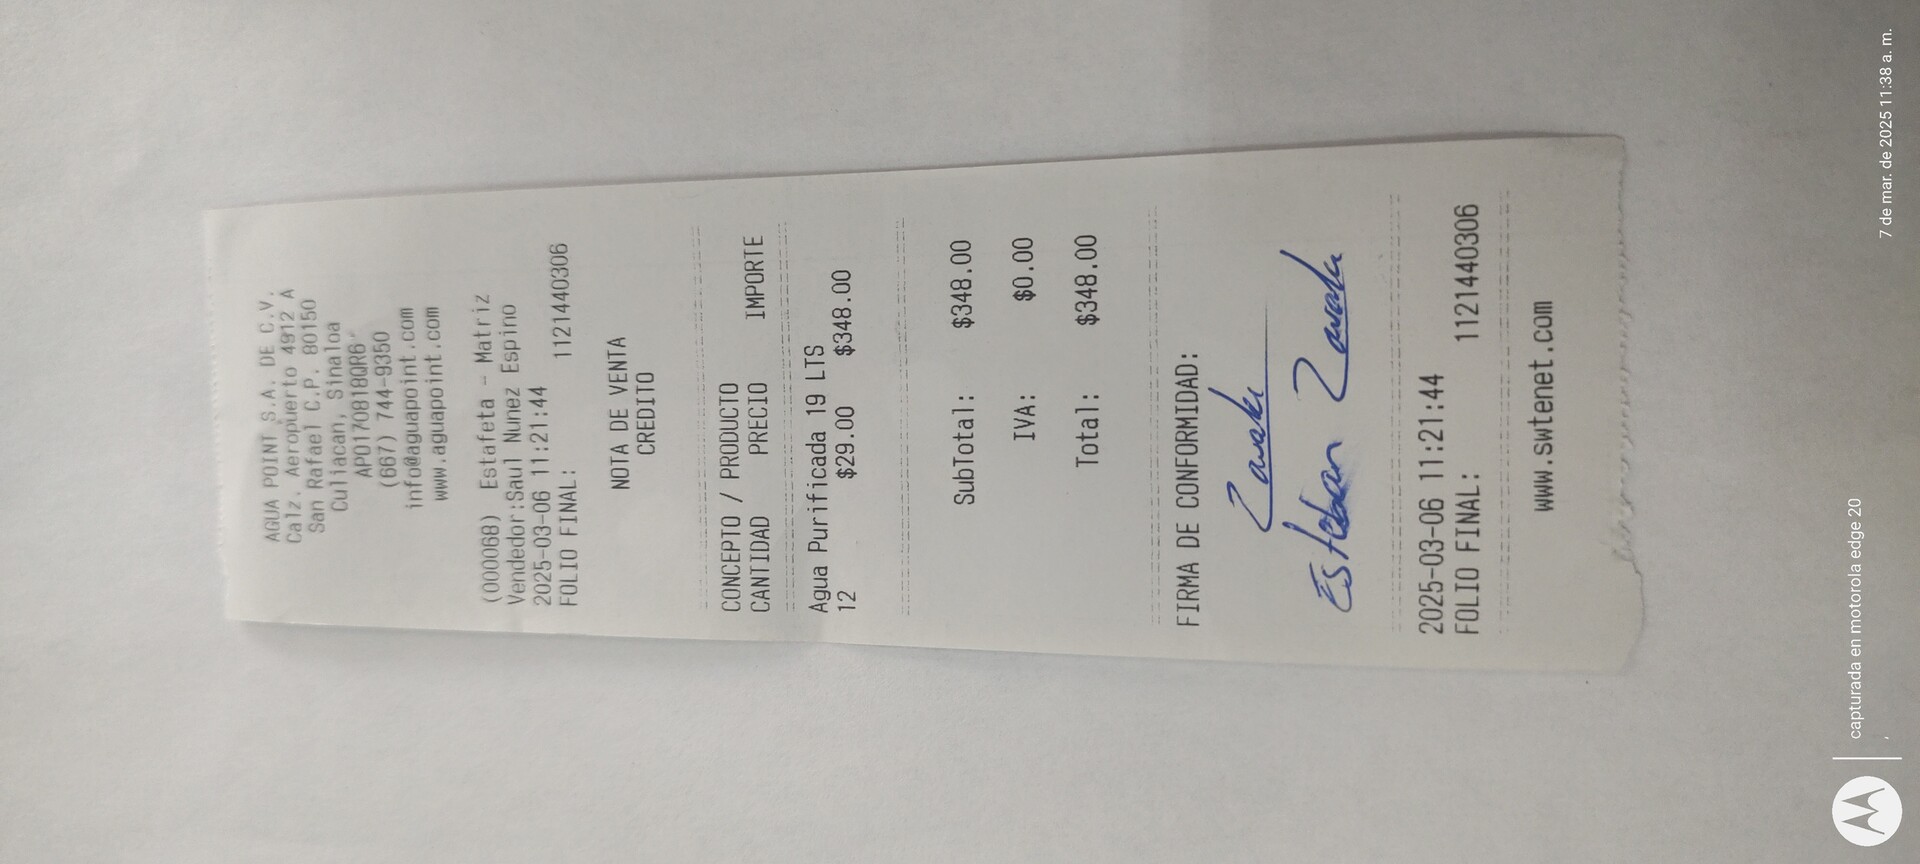 AGUA POINT S.A. DE C.V.
Calz. Aeropuerto 4912 A
San Rafael C.P. 80150
Culiacan, Sinaloa
APO170818QR6
(667) 744-9350
info@aguapoint.com
www.aguapoint.com
(000068) Estafeta - Matriz
Vendedor:Saul Nunez Espino
2025-03-06 11:21:44
FOLIO FINAL: 1121440306
NOTA DE VENTA
CREDITO
CONCEPTO / PRODUCTO
CANTIDAD PRECIO IMPORTE
Agua Purificada 19 LTS
12 $29.00 $348.00
SubTotal: $348.00
IVA: $0.00
Total: $348.00
FIRMA DE CONFORMIDAD:
Zavala
Esteban Zavala
2025-03-06 11:21:44
FOLIO FINAL: 1121440306
www.swtenet.com
capturada en motorola edge 20
7 de mar. de 2025 11:38 a. m.